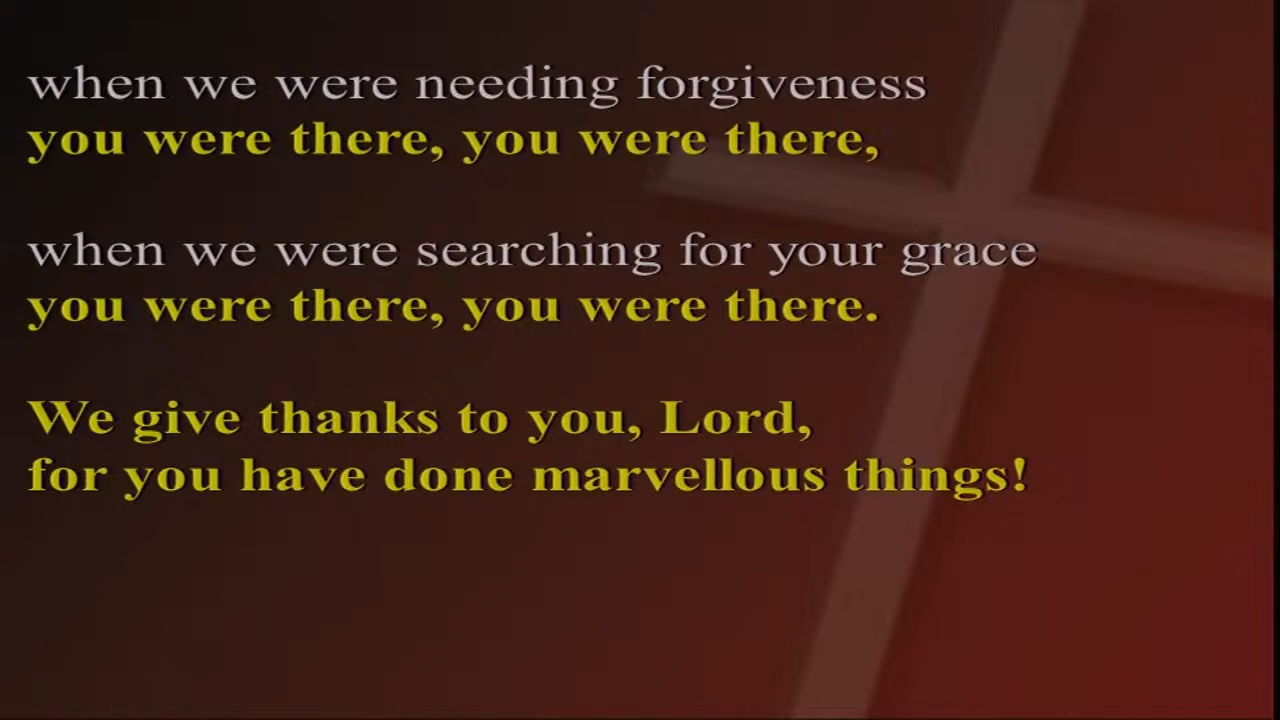 when we were needing forgiveness
you were there, you were there,
when we were searching for your grace
you were there, you were there.
We give thanks to you, Lord,
for you have done marvellous things!